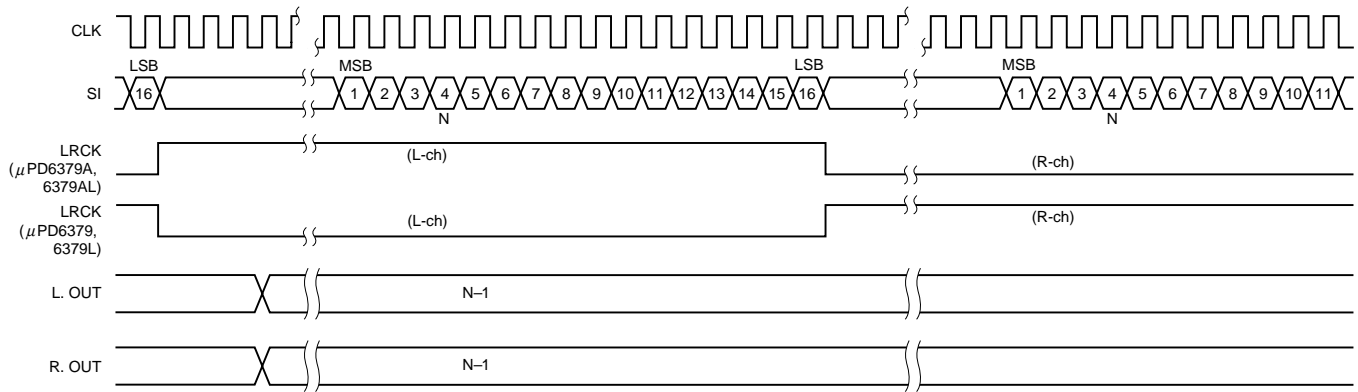 CLK
LSB MSB LSB MSB
SI 16 1 2 3 4 5 6 7 8 9 10 11 12 13 14 15 16 1 2 3 4 5 6 7 8 9 10 11
N N
LRCK
(μPD6379A,
6379AL)
(L-ch) (R-ch)
LRCK
(μPD6379,
6379L)
(L-ch) (R-ch)
L. OUT N–1
R. OUT N–1